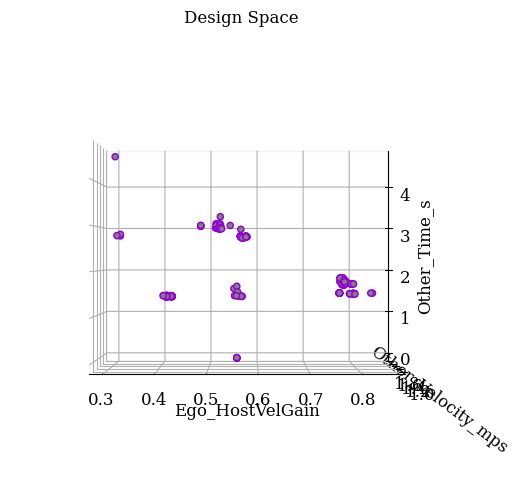 Design Space
4
3
2
1
0
Other_Time_s
0.3 0.4 0.5 0.6 0.7 0.8
Ego_HostVelGain
OtherVelocity_mps